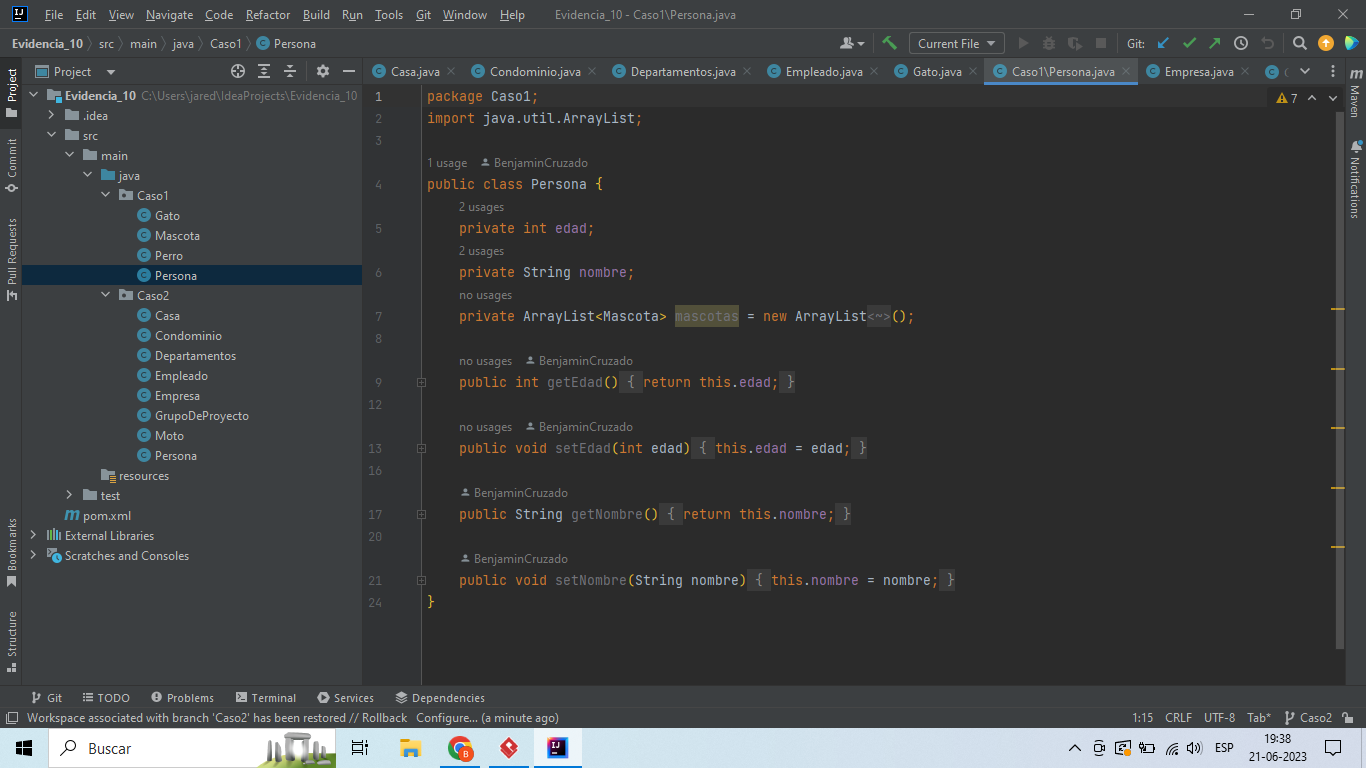 File Edit View Navigate Code Refactor Build Run Tools Git Window Help Evidencia_10 - Caso1\Persona.java
Evidencia_10 src main java Caso1 Persona Current File Git:
Project
Casa.java Condominio.java Departamentos.java Empleado.java Gato.java Caso1\Persona.java Empresa.java
Evidencia_10 C:\Users\jared\IdeaProjects\Evidencia_10
.idea
src
main
java
Caso1
Gato
Mascota
Perro
Persona
Caso2
Casa
Condominio
Departamentos
Empleado
Empresa
GrupoDeProyecto
Moto
Persona
resources
test
pom.xml
External Libraries
Scratches and Consoles
Project
Commit
Pull Requests
Bookmarks
Structure
7
1 package Caso1;
2 import java.util.ArrayList;
3
1 usage BenjaminCruzado
4 public class Persona {
2 usages
5 private int edad;
2 usages
6 private String nombre;
no usages
7 private ArrayList<Mascota> mascotas = new ArrayList<~>();
8
no usages BenjaminCruzado
9 public int getEdad() { return this.edad; }
12
no usages BenjaminCruzado
13 public void setEdad(int edad) { this.edad = edad; }
16
BenjaminCruzado
17 public String getNombre() { return this.nombre; }
20
BenjaminCruzado
21 public void setNombre(String nombre) { this.nombre = nombre; }
24 }
Maven
Notifications
Git TODO Problems Terminal Services Dependencies
Workspace associated with branch 'Caso2' has been restored // Rollback Configure... (a minute ago) 1:15 CRLF UTF-8 Tab* Caso2
Buscar ESP 19:38
21-06-2023